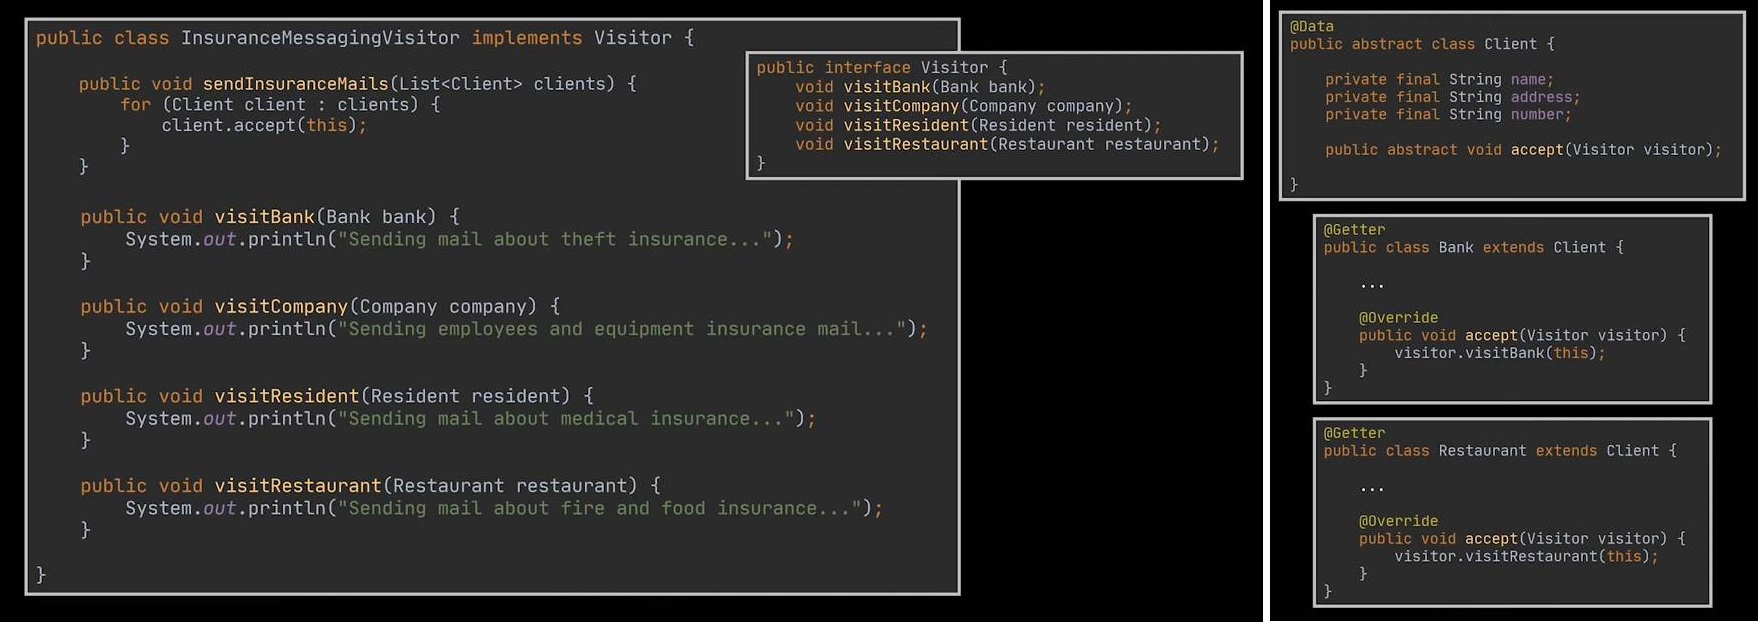 public class InsuranceMessagingVisitor implements Visitor {
public void sendInsuranceMails(List<Client> clients) {
for (Client client : clients) {
client.accept(this);
}
}
public void visitBank(Bank bank) {
System.out.println("Sending mail about theft insurance...");
}
public void visitCompany(Company company) {
System.out.println("Sending employees and equipment insurance mail...");
}
public void visitResident(Resident resident) {
System.out.println("Sending mail about medical insurance...");
}
public void visitRestaurant(Restaurant restaurant) {
System.out.println("Sending mail about fire and food insurance...");
}
}
public interface Visitor {
void visitBank(Bank bank);
void visitCompany(Company company);
void visitResident(Resident resident);
void visitRestaurant(Restaurant restaurant);
}
@Data
public abstract class Client {
private final String name;
private final String address;
private final String number;
public abstract void accept(Visitor visitor);
}
@Getter
public class Bank extends Client {
...
@Override
public void accept(Visitor visitor) {
visitor.visitBank(this);
}
}
@Getter
public class Restaurant extends Client {
...
@Override
public void accept(Visitor visitor) {
visitor.visitRestaurant(this);
}
}